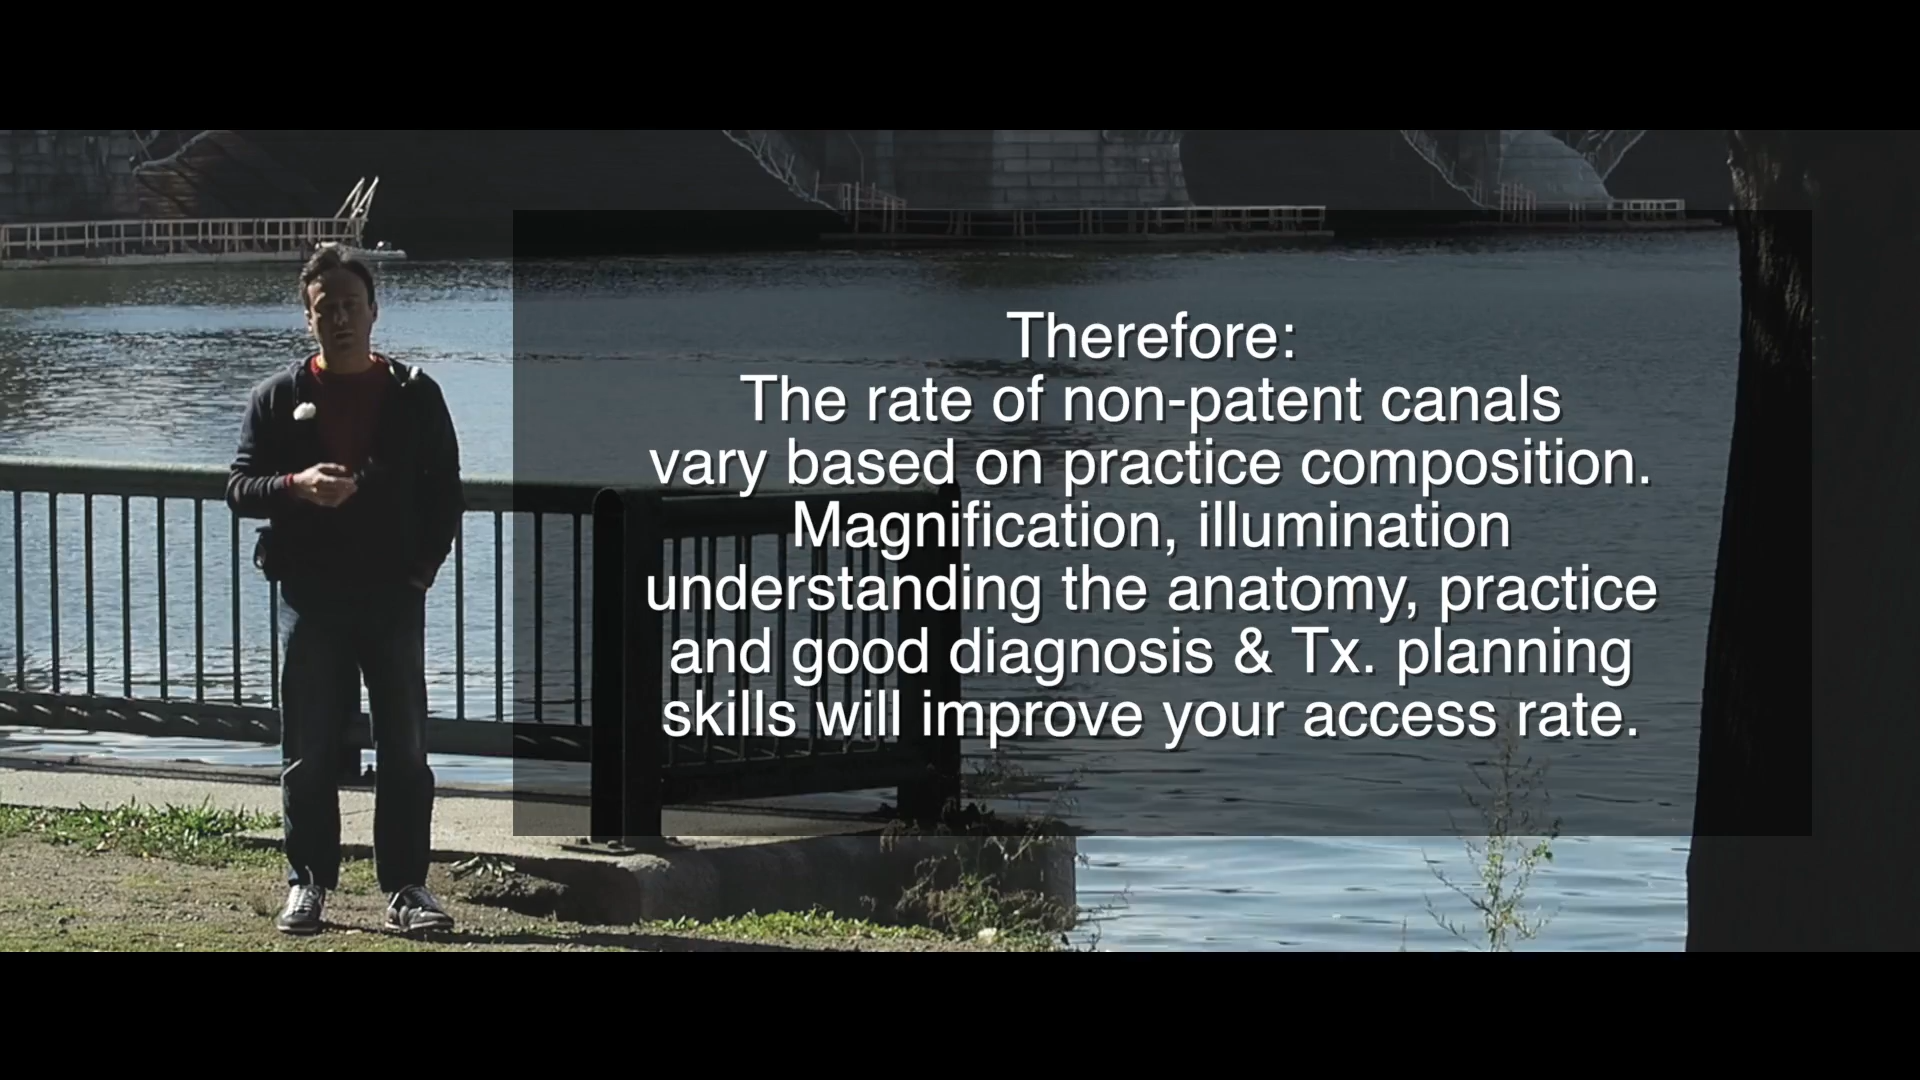 Therefore:
The rate of non-patent canals
vary based on practice composition.
Magnification, illumination
understanding the anatomy, practice
and good diagnosis & Tx. planning
skills will improve your access rate.